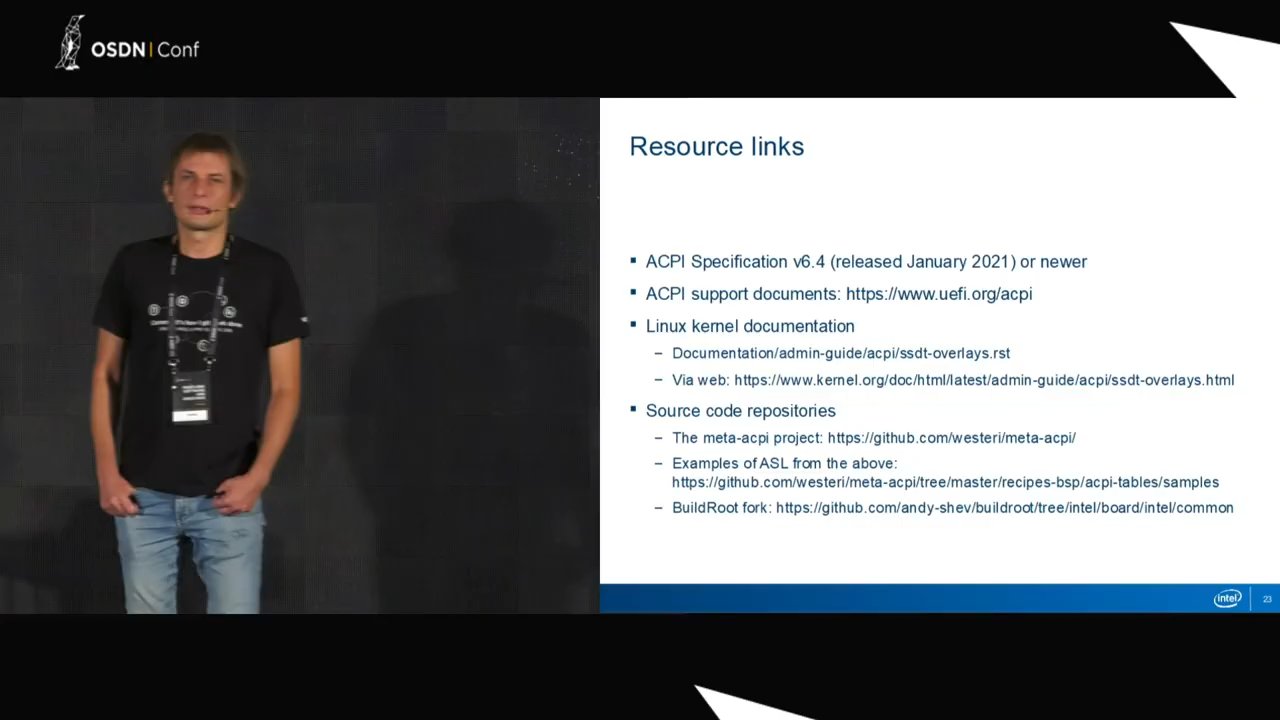 OSDN | Conf
Resource links
▪ ACPI Specification v6.4 (released January 2021) or newer
▪ ACPI support documents: https://www.uefi.org/acpi
▪ Linux kernel documentation
– Documentation/admin-guide/acpi/ssdt-overlays.rst
– Via web: https://www.kernel.org/doc/html/latest/admin-guide/acpi/ssdt-overlays.html
▪ Source code repositories
– The meta-acpi project: https://github.com/westeri/meta-acpi/
– Examples of ASL from the above:
https://github.com/westeri/meta-acpi/tree/master/recipes-bsp/acpi-tables/samples
– BuildRoot fork: https://github.com/andy-shev/buildroot/tree/intel/board/intel/common
intel
23